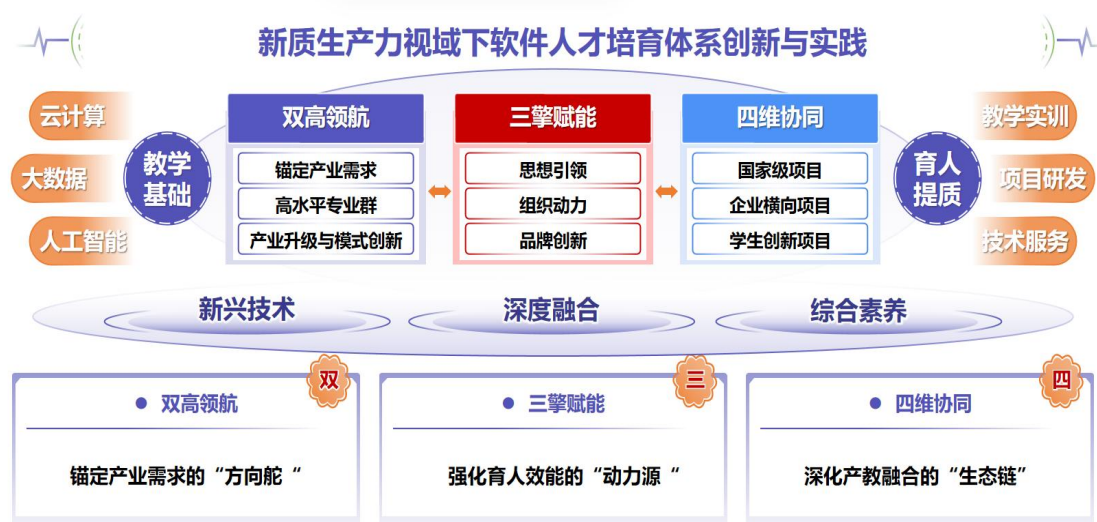 新质生产力视域下软件人才培育体系创新与实践
云计算
大数据
人工智能
教学
基础
双高领航
锚定产业需求
高水平专业群
产业升级与模式创新
三擎赋能
思想引领
组织动力
品牌创新
四维协同
国家级项目
企业横向项目
学生创新项目
育人
提质
教学实训
项目研发
技术服务
新兴技术
深度融合
综合素养
双
双高领航
锚定产业需求的“方向舵“
三
三擎赋能
强化育人效能的“动力源“
四
四维协同
深化产教融合的“生态链”